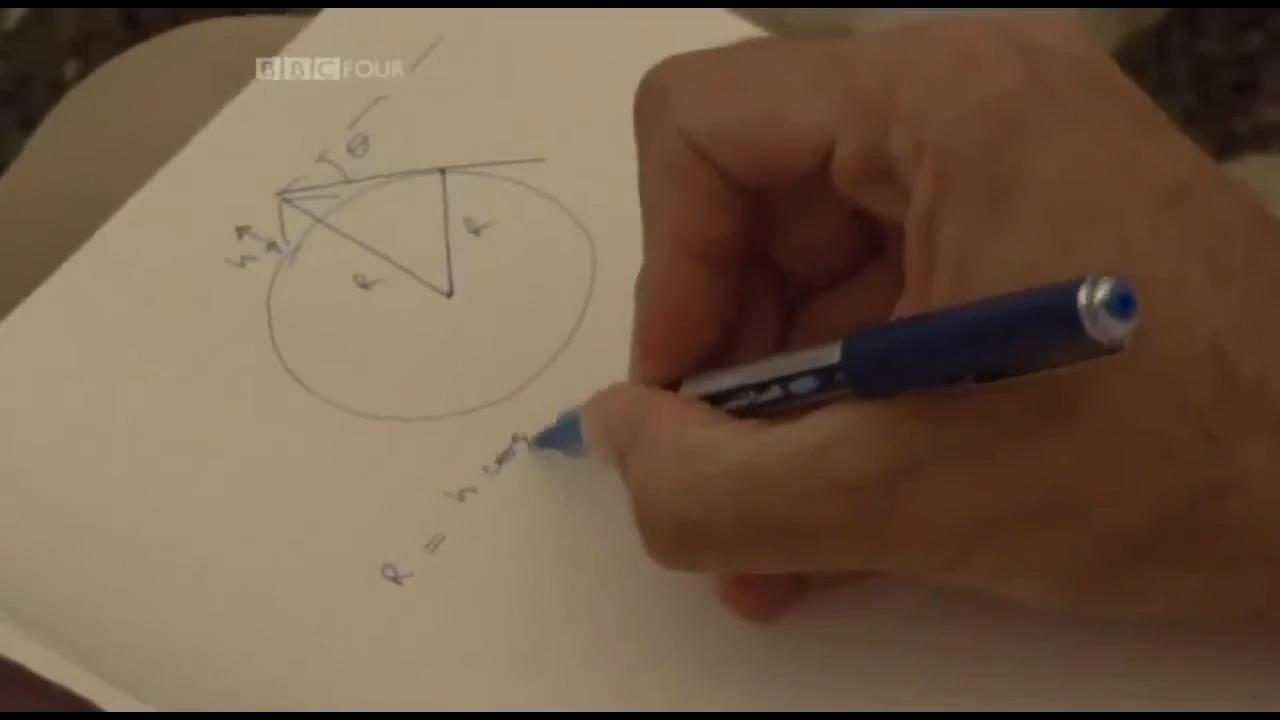 BBC FOUR
θ
h
R
R
R = h cos